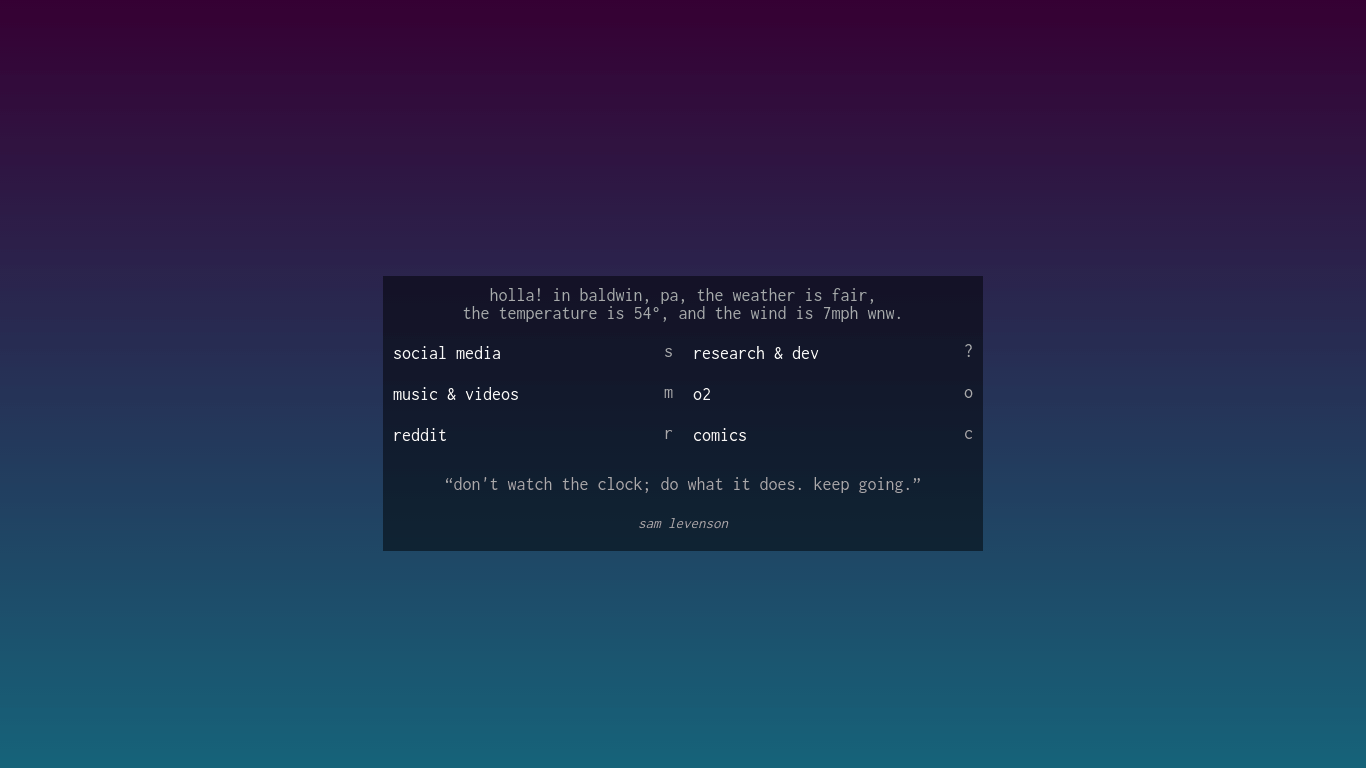 holla! in baldwin, pa, the weather is fair,
the temperature is 54°, and the wind is 7mph wnw.
social media s research & dev ?
music & videos m o2 o
reddit r comics c
“don't watch the clock; do what it does. keep going.”
sam levenson